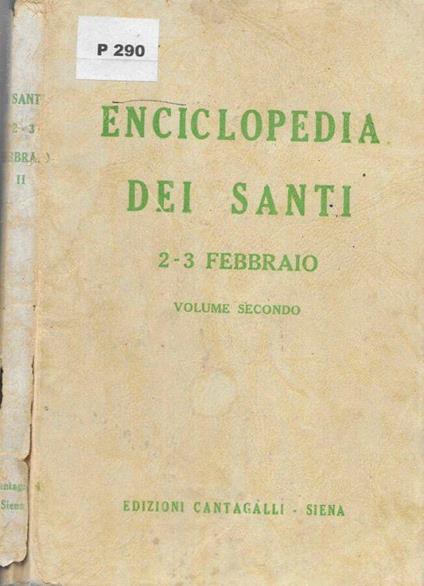 P 290
ENCICLOPEDIA
DEI SANTI
2-3 FEBBRAIO
VOLUME SECONDO
EDIZIONI CANTAGALLI - SIENA
SANT
2-3
II
Siena